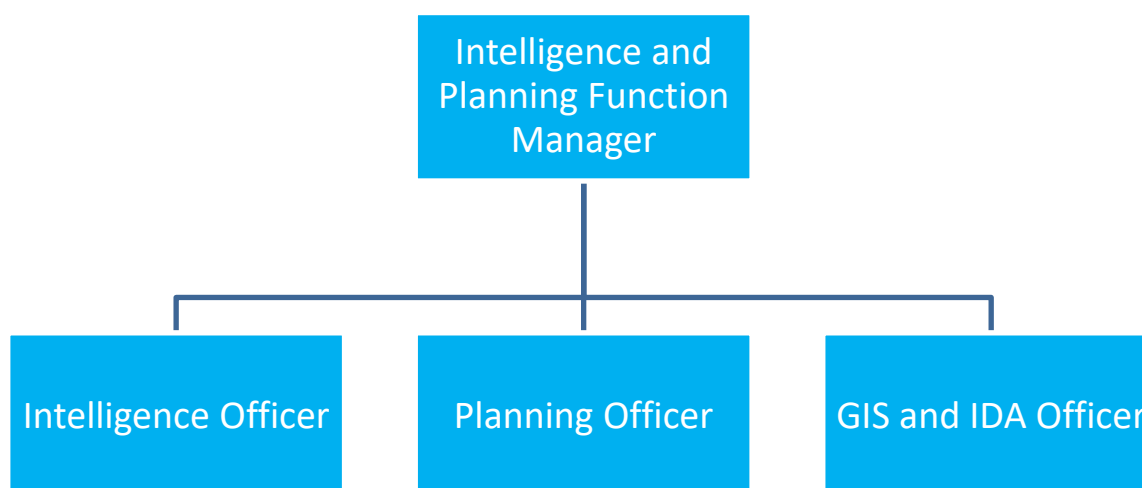 Intelligence and
Planning Function
Manager
Intelligence Officer
Planning Officer
GIS and IDA Officer